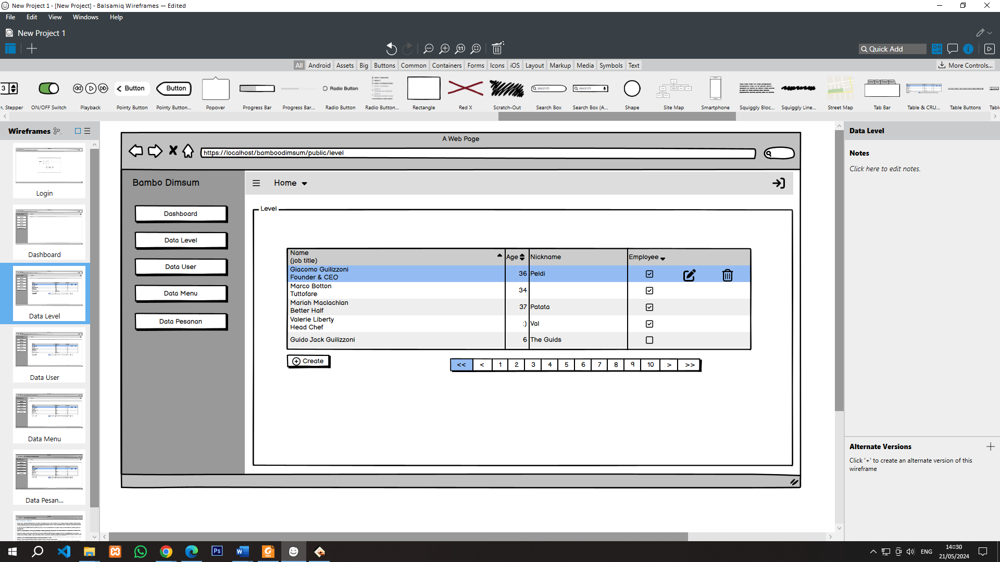 New Project 1 - [New Project] - Balsamiq Wireframes — Edited
File Edit View Windows Help
New Project 1
Quick Add
All Android Assets Big Buttons Common Containers Forms Icons iOS Layout Markup Media Symbols Text
More Controls...
3
Button
Button
Radio Button
search
search
1:1
n. Stepper
ON/OFF Switch
Playback
Pointy Button
Pointy Button...
Popover
Progress Bar
Progress Bar...
Radio Button
Radio Button...
Rectangle
Red X
Scratch-Out
Search Box
Search Box (A...
Shape
Site Map
Smartphone
Squiggly Bloc...
Squiggly Line...
Street Map
Tab Bar
Table & CRU...
Table Buttons
Tabl
Wireframes
Login
Dashboard
Data Level
Data User
Data Menu
Data Pesan...
A Web Page
https://localhost/bamboodimsum/public/level
Bambo Dimsum
Home
Dashboard
Data Level
Data User
Data Menu
Data Pesanan
Level
Name
(job title)
Age
Nickname
Employee
Giacomo Guilizzoni
Founder & CEO
36 Peldi
Marco Botton
Tuttofare
34
Mariah Maclachlan
Better Half
37 Patata
Valerie Liberty
Head Chef
:) Val
Guido Jack Guilizzoni
6 The Guids
Create
<< < 1 2 3 4 5 6 7 8 9 10 > >>
Data Level
Notes
Click here to edit notes.
Alternate Versions
Click '+' to create an alternate version of this
wireframe
ENG
14:30
21/05/2024